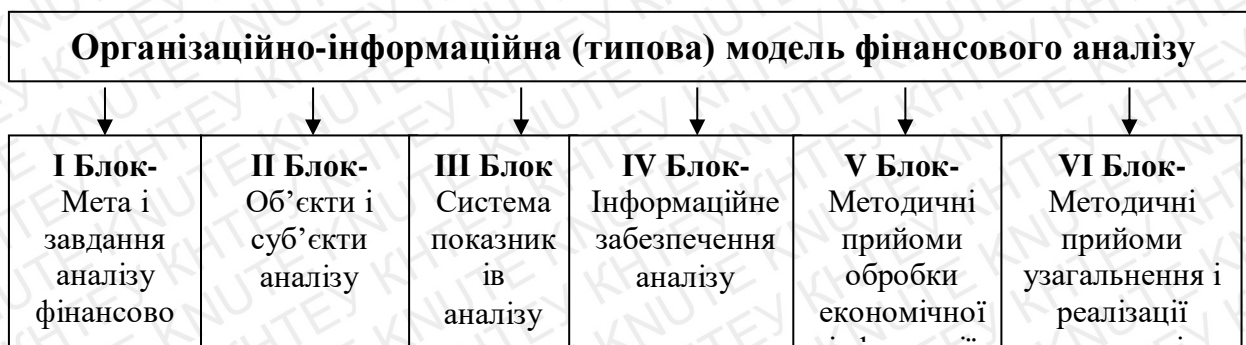 Організаційно-інформаційна (типова) модель фінансового аналізу
І Блок-
Мета і
завдання
аналізу
фінансово
ІІ Блок-
Об’єкти і
суб’єкти
аналізу
ІІІ Блок
Система
показник
ів
аналізу
IV Блок-
Інформаційне
забезпечення
аналізу
V Блок-
Методичні
прийоми
обробки
економічної
VI Блок-
Методичні
прийоми
узагальнення і
реалізації